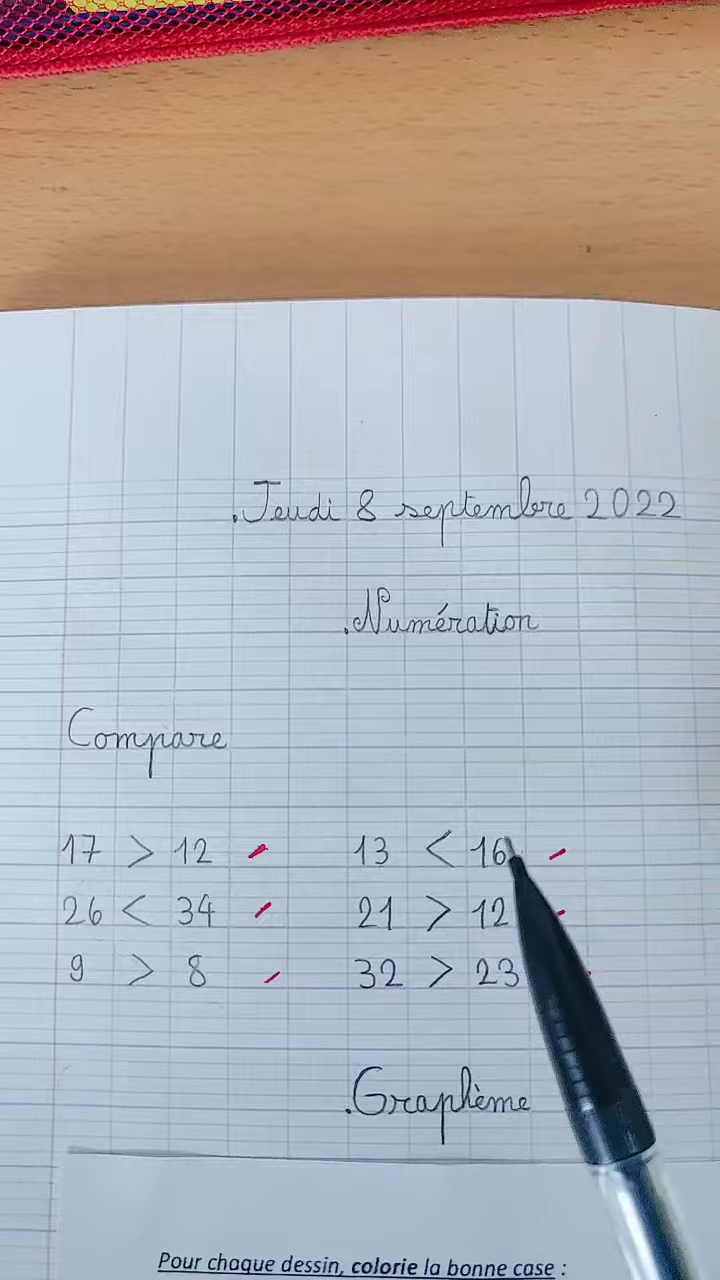 .Jeudi 8 septembre 2022
.Numération
Compare
17 > 12 13 < 16
26 < 34 21 > 12
9 > 8 32 > 23
.Graphème
Pour chaque dessin, colorie la bonne case :